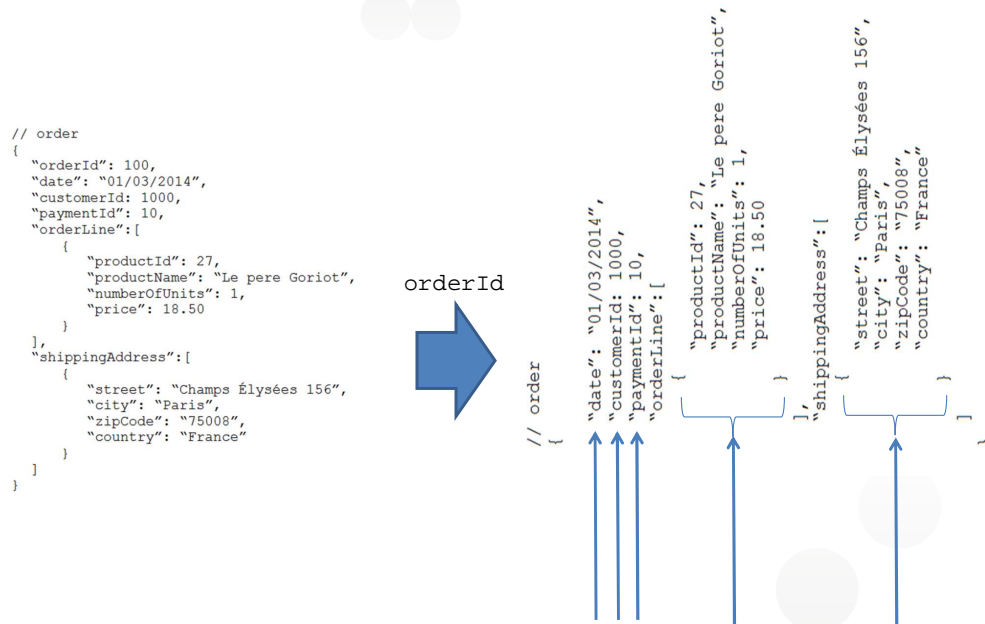 // order
{
"orderId": 100,
"date": “01/03/2014”,
“customerId: 1000,
“paymentId”: 10,
“orderLine”:[
{
“productId”: 27,
“productName”: “Le pere Goriot”,
“numberOfUnits”: 1,
“price”: 18.50
}
],
“shippingAddress”:[
{
“street”: “Champs Élysées 156”,
“city”: “Paris”,
“zipCode”: “75008”,
“country”: “France”
}
]
}
orderId
// order
{
“date”: “01/03/2014”,
“customerId: 1000,
“paymentId”: 10,
“orderLine”:[
{
“productId”: 27,
“productName”: “Le pere Goriot”,
“numberOfUnits”: 1,
“price”: 18.50
}
],
“shippingAddress”:[
{
“street”: “Champs Élysées 156”,
“city”: “Paris”,
“zipCode”: “75008”,
“country”: “France”
}
]
}